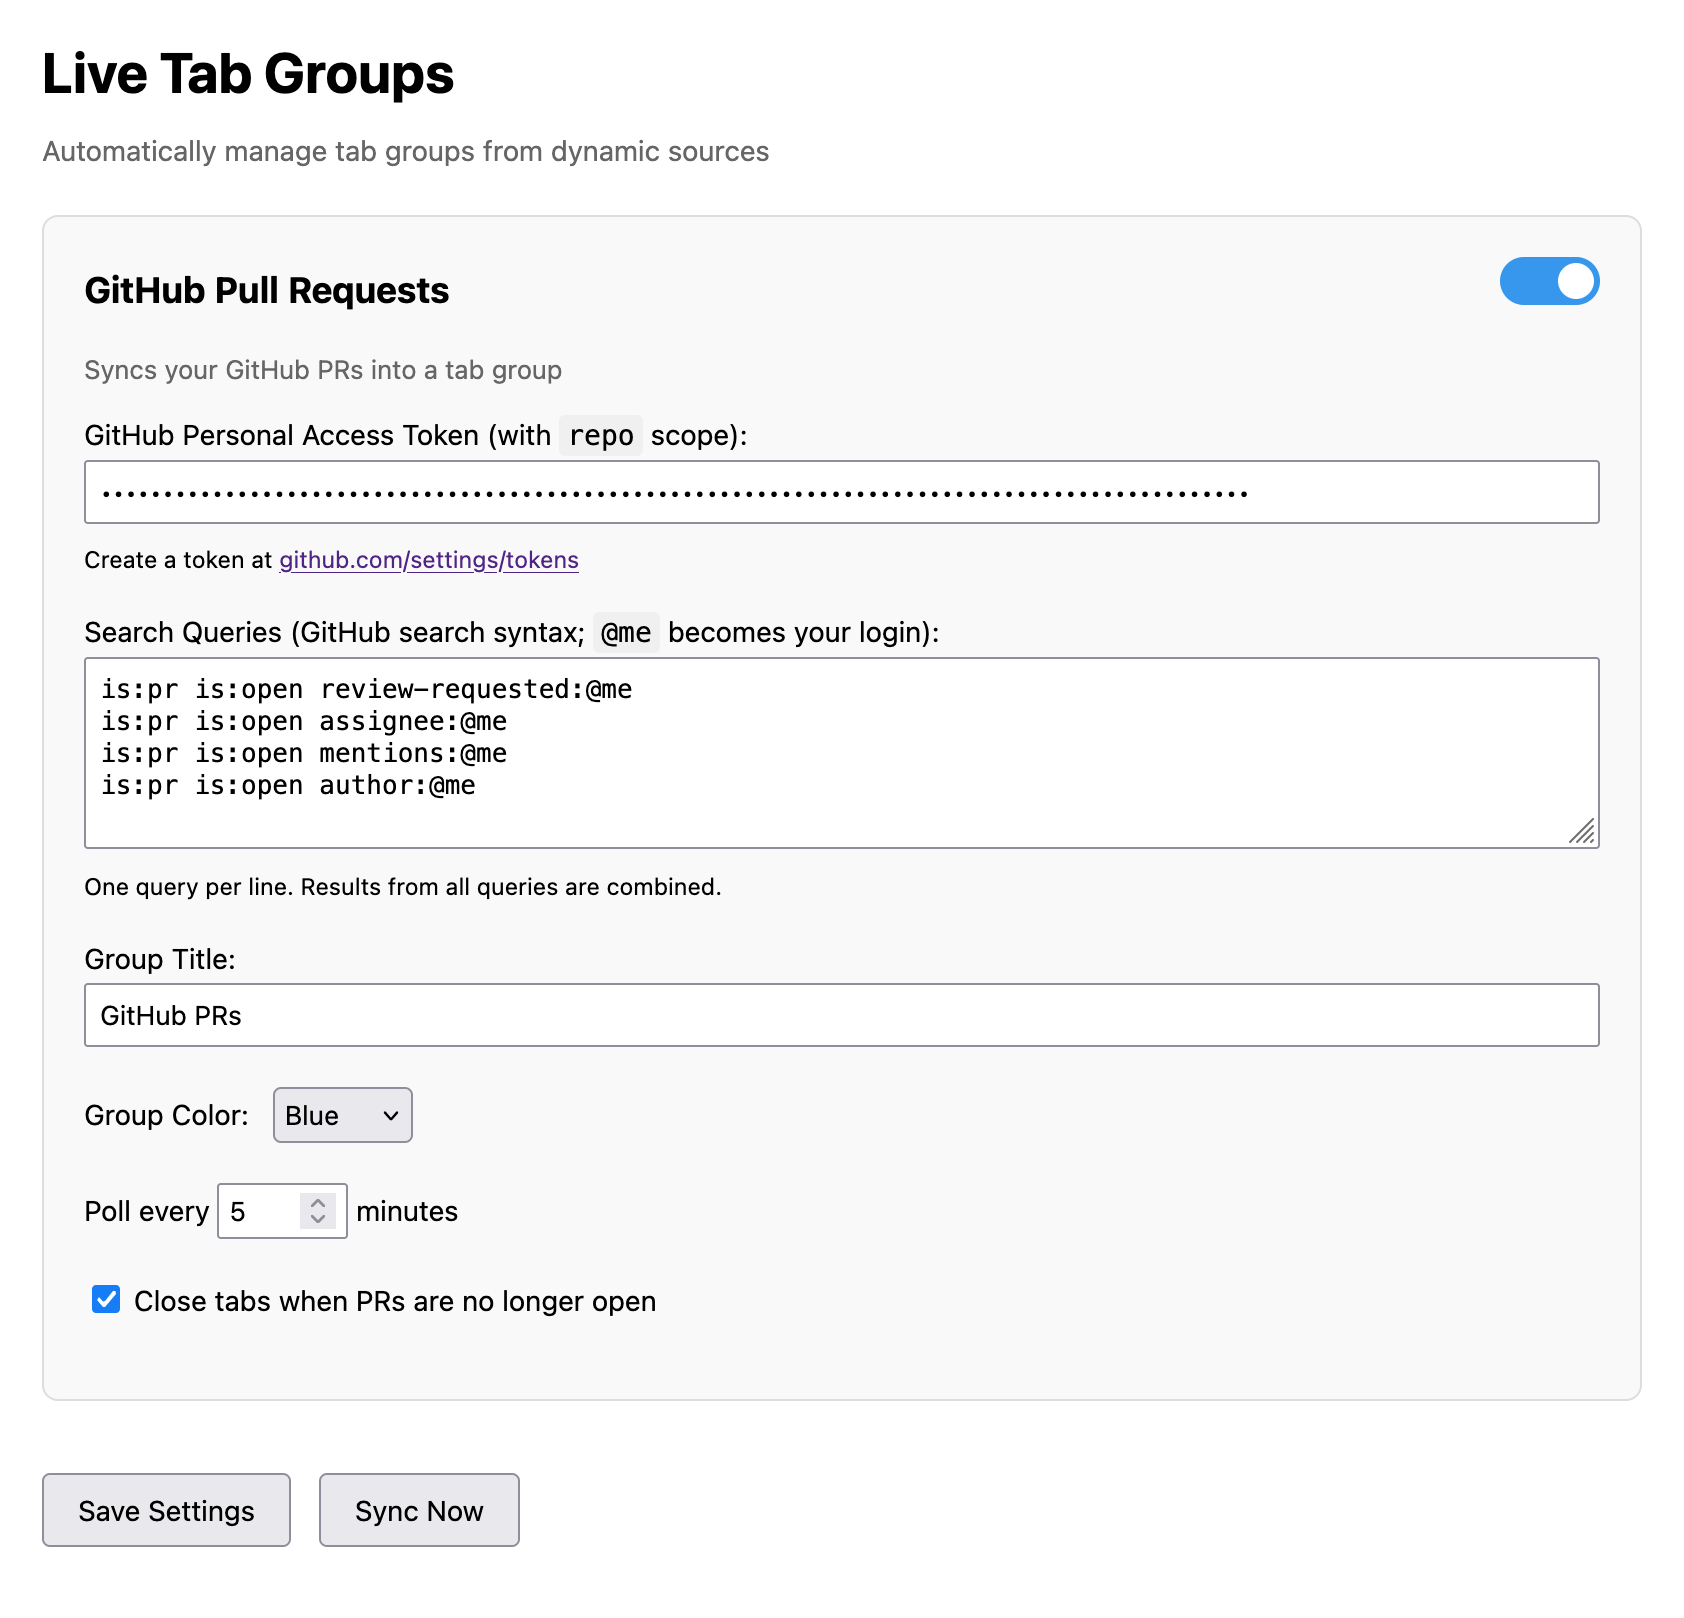 Live Tab Groups
Automatically manage tab groups from dynamic sources
GitHub Pull Requests
Syncs your GitHub PRs into a tab group
GitHub Personal Access Token (with repo scope):
Create a token at github.com/settings/tokens
Search Queries (GitHub search syntax; @me becomes your login):
is:pr is:open review-requested:@me
is:pr is:open assignee:@me
is:pr is:open mentions:@me
is:pr is:open author:@me
One query per line. Results from all queries are combined.
Group Title:
GitHub PRs
Group Color: Blue
Poll every 5 minutes
Close tabs when PRs are no longer open
Save Settings Sync Now